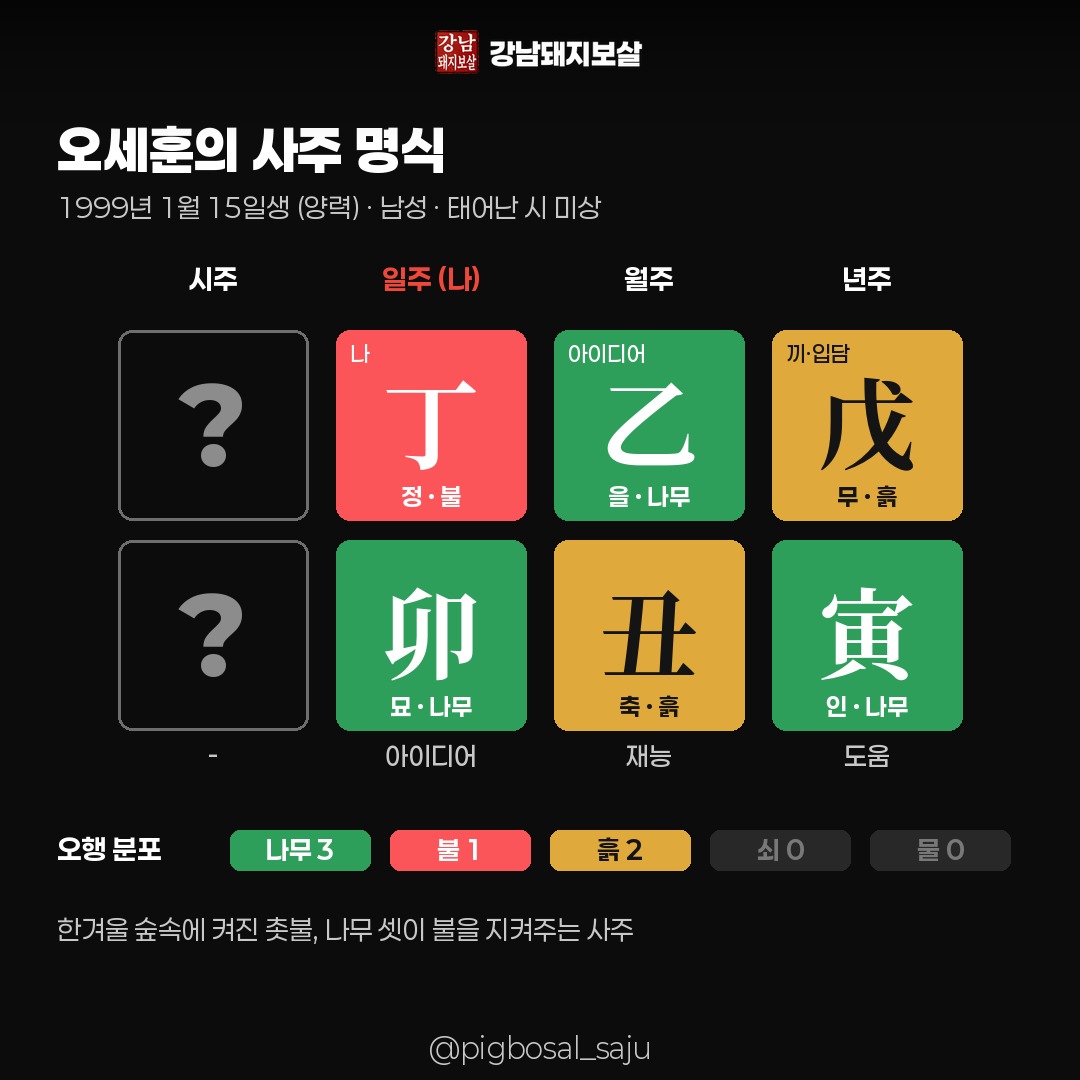 강남
돼지보살
강남돼지보살
오세훈의 사주 명식
1999년 1월 15일생 (양력) · 남성 · 태어난 시 미상
시주 일주 (나) 월주 년주
? 나 丁 정 · 불 아이디어 乙 을 · 나무 끼·입담 戊 무 · 흙
? 卯 묘 · 나무 丑 축 · 흙 寅 인 · 나무
- 아이디어 재능 도움
오행 분포 나무 3 불 1 흙 2 쇠 0 물 0
한겨울 숲속에 켜진 촛불, 나무 셋이 불을 지켜주는 사주
@pigbosal_saju